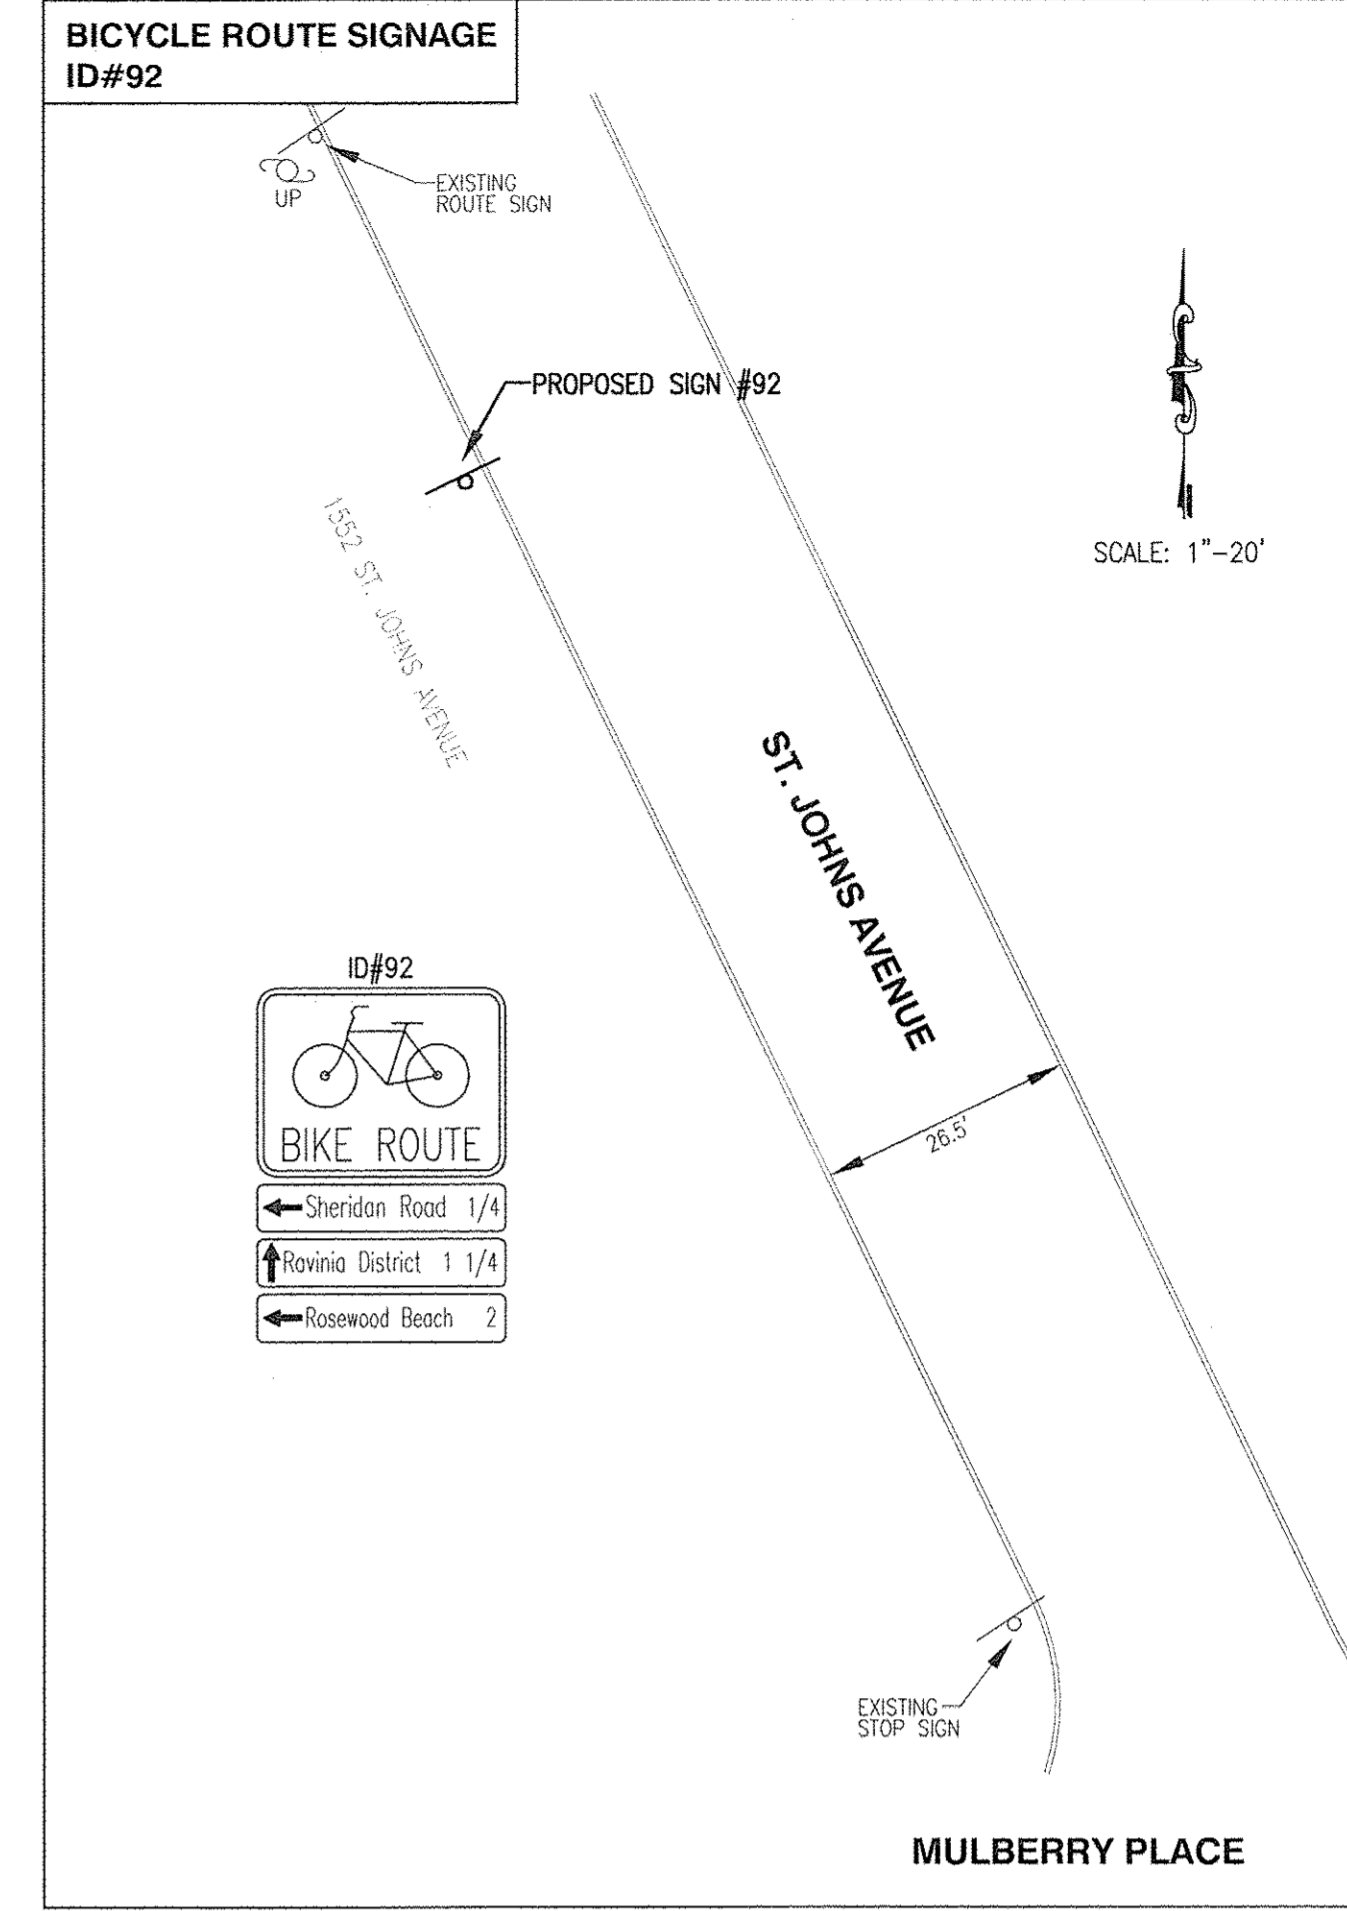 BICYCLE ROUTE SIGNAGE
ID#92
UP
EXISTING
ROUTE SIGN
PROPOSED SIGN #92
SCALE: 1"-20'
1552 ST. JOHNS AVENUE
ST. JOHNS AVENUE
26.5'
ID#92
BIKE ROUTE
Sheridan Road 1/4
Ravinia District 1 1/4
Rosewood Beach 2
EXISTING
STOP SIGN
MULBERRY PLACE